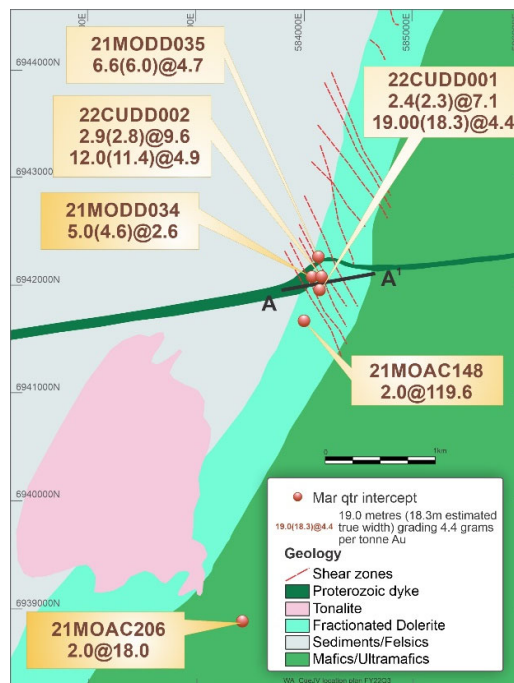 584000E
585000E
6944000N
6943000N
6942000N
6941000N
6940000N
6939000N
21MODD035
6.6(6.0)@4.7
22CUDD001
2.4(2.3)@7.1
19.00(18.3)@4.4
22CUDD002
2.9(2.8)@9.6
12.0(11.4)@4.9
21MODD034
5.0(4.6)@2.6
A
A1
21MOAC148
2.0@119.6
0
1km
Mar qtr intercept
19.0(18.3)@4.4
19.0 metres (18.3m estimated
true width) grading 4.4 grams
per tonne Au
Geology
Shear zones
Proterozoic dyke
Tonalite
Fractionated Dolerite
Sediments/Felsics
Mafics/Ultramafics
21MOAC206
2.0@18.0
WA_CueJV location plan FY22Q3